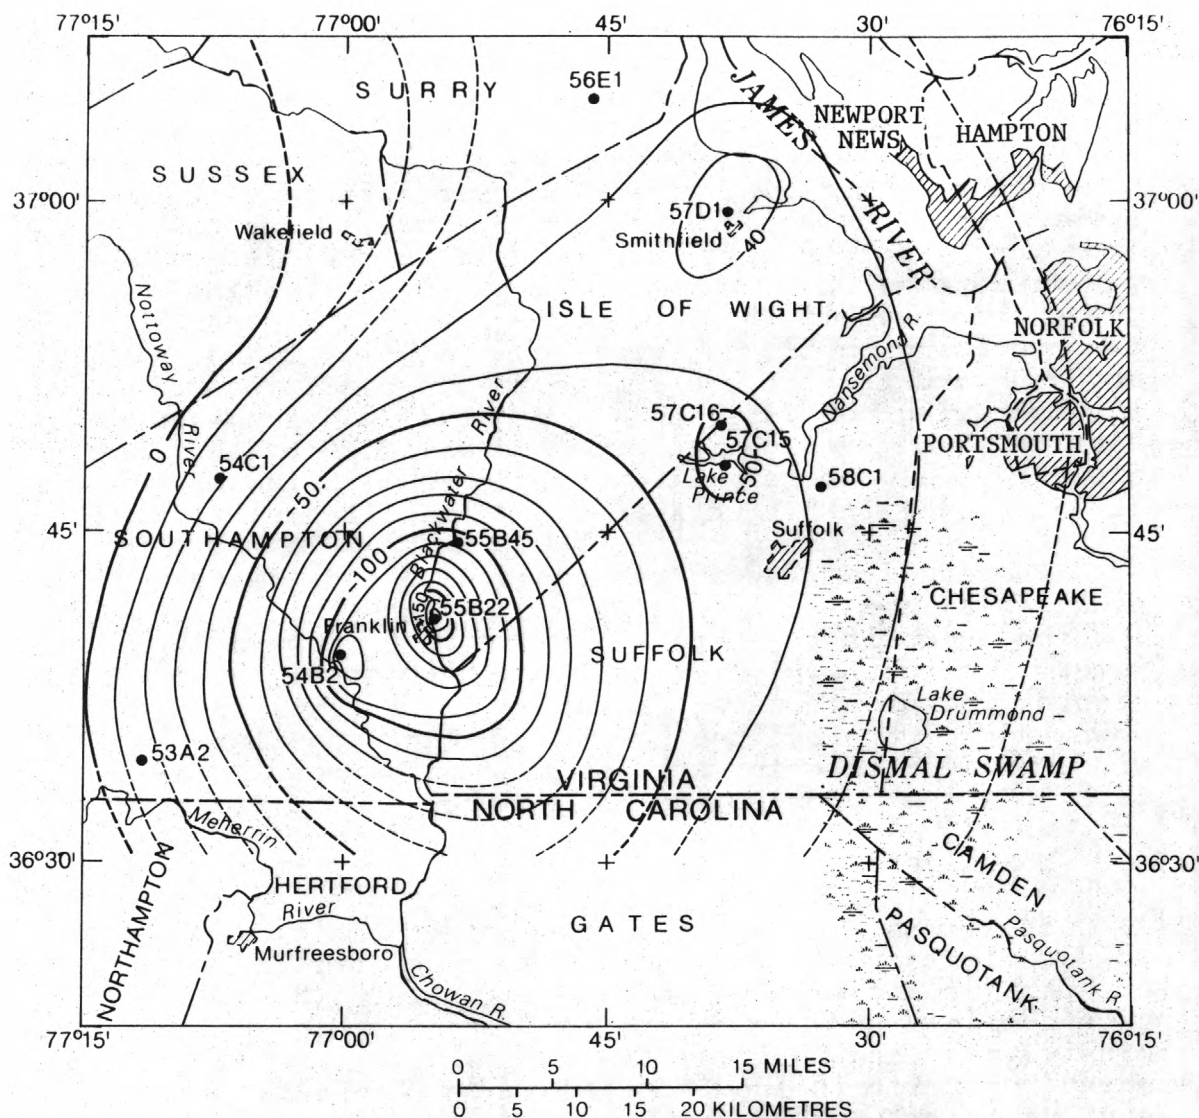 77°15' 77°00' 45' 30' 76°15'
SURRY
56E1
JAMES
NEWPORT
NEWS
HAMPTON
SUSSEX
37°00' 37°00'
57D1
RIVER
Wakefield
Smithfield
40
Nottoway
ISLE OF WIGHT
NORFOLK
Nansemond R.
River
57C16
0
River
57C15
PORTSMOUTH
54C1
50
Lake
Prince
50
58C1
Blackwater
Suffolk
45' 45'
SOUTHAMPTON
55B45
100
CHESAPEAKE
150
55B22
Franklin
SUFFOLK
54B2
Lake
Drummond
53A2
VIRGINIA
DISMAL SWAMP
NORTH CAROLINA
Meherrin
36°30' 36°30'
CAMDEN
HERTFORD
River
NORTHAMPTON
GATES
PASQUOTANK
Pasquotank R.
Murfreesboro
Chowan R.
77°15' 77°00' 45' 30' 76°15'
0 5 10 15 MILES
0 5 10 15 20 KILOMETRES